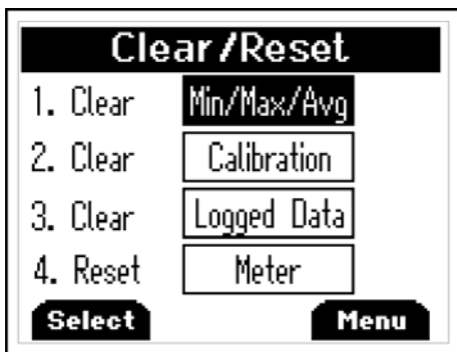 Clear/Reset
1. Clear Min/Max/Avg
2. Clear Calibration
3. Clear Logged Data
4. Reset Meter
Select Menu